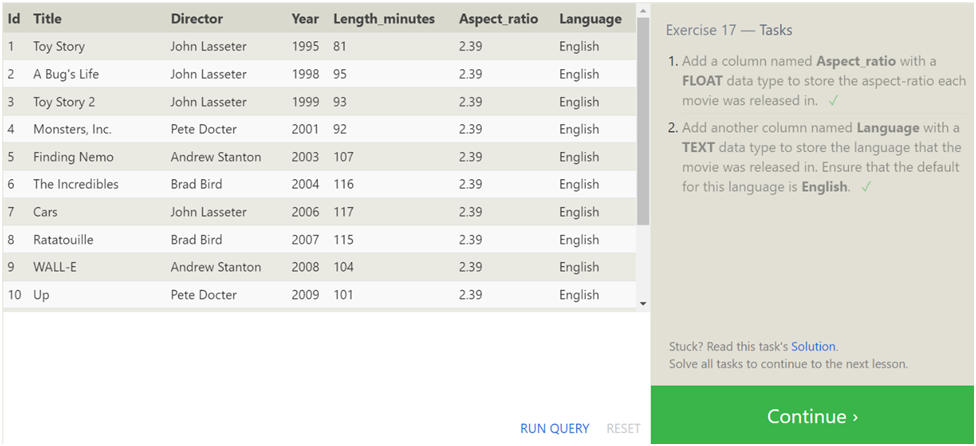 Id Title Director Year Length_minutes Aspect_ratio Language
1 Toy Story John Lasseter 1995 81 2.39 English
2 A Bug's Life John Lasseter 1998 95 2.39 English
3 Toy Story 2 John Lasseter 1999 93 2.39 English
4 Monsters, Inc. Pete Docter 2001 92 2.39 English
5 Finding Nemo Andrew Stanton 2003 107 2.39 English
6 The Incredibles Brad Bird 2004 116 2.39 English
7 Cars John Lasseter 2006 117 2.39 English
8 Ratatouille Brad Bird 2007 115 2.39 English
9 WALL-E Andrew Stanton 2008 104 2.39 English
10 Up Pete Docter 2009 101 2.39 English
RUN QUERY RESET
Exercise 17 — Tasks
1. Add a column named Aspect_ratio with a
FLOAT data type to store the aspect-ratio each
movie was released in. ✓
2. Add another column named Language with a
TEXT data type to store the language that the
movie was released in. Ensure that the default
for this language is English. ✓
Stuck? Read this task's Solution.
Solve all tasks to continue to the next lesson.
Continue ›